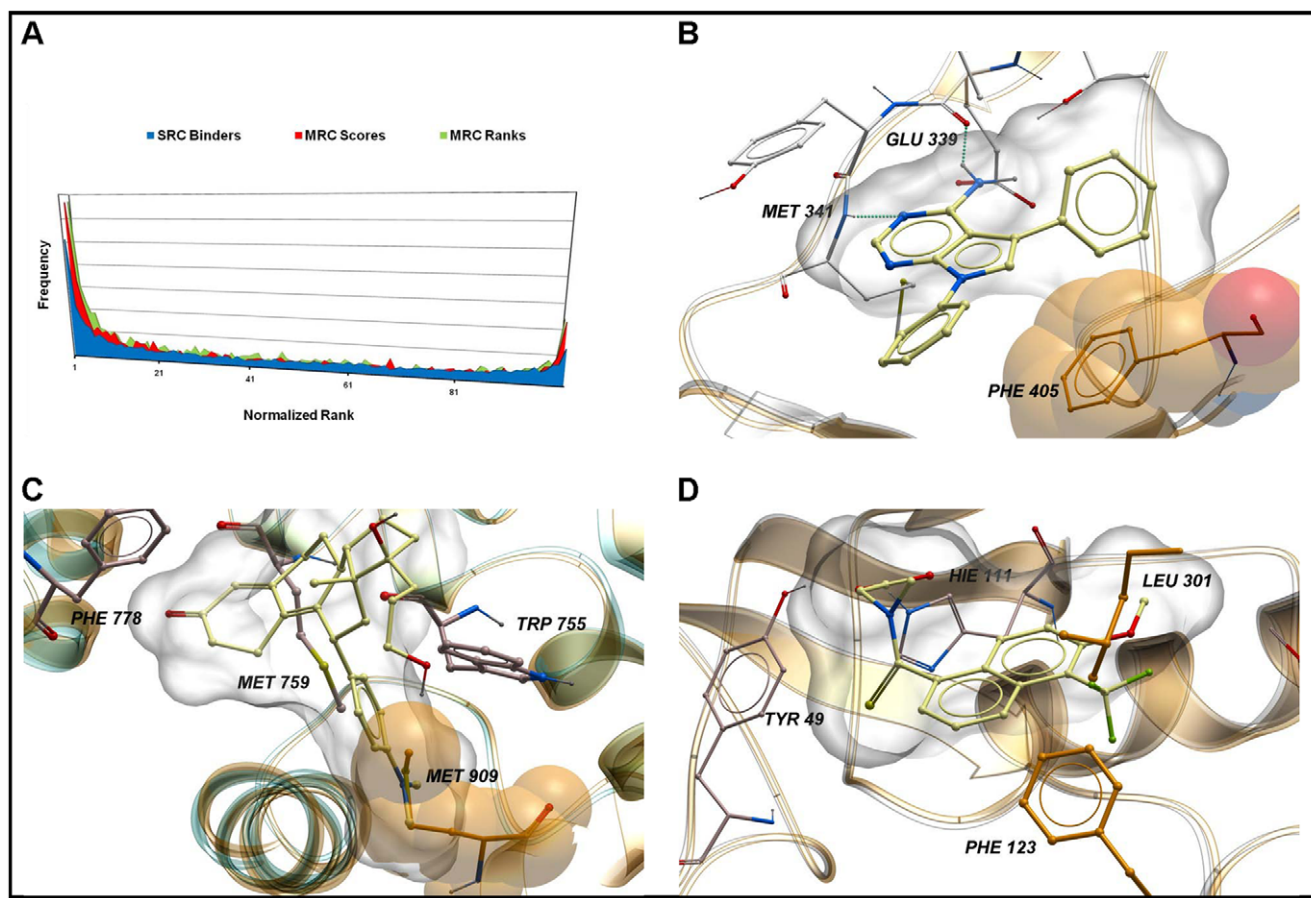 A
SRC Binders MRC Scores MRC Ranks
Frequency
1 21 41 61 81
Normalized Rank
B
GLU 339
MET 341
PHE 405
C
PHE 778
TRP 755
MET 759
MET 909
D
HIE 111
LEU 301
TYR 49
PHE 123